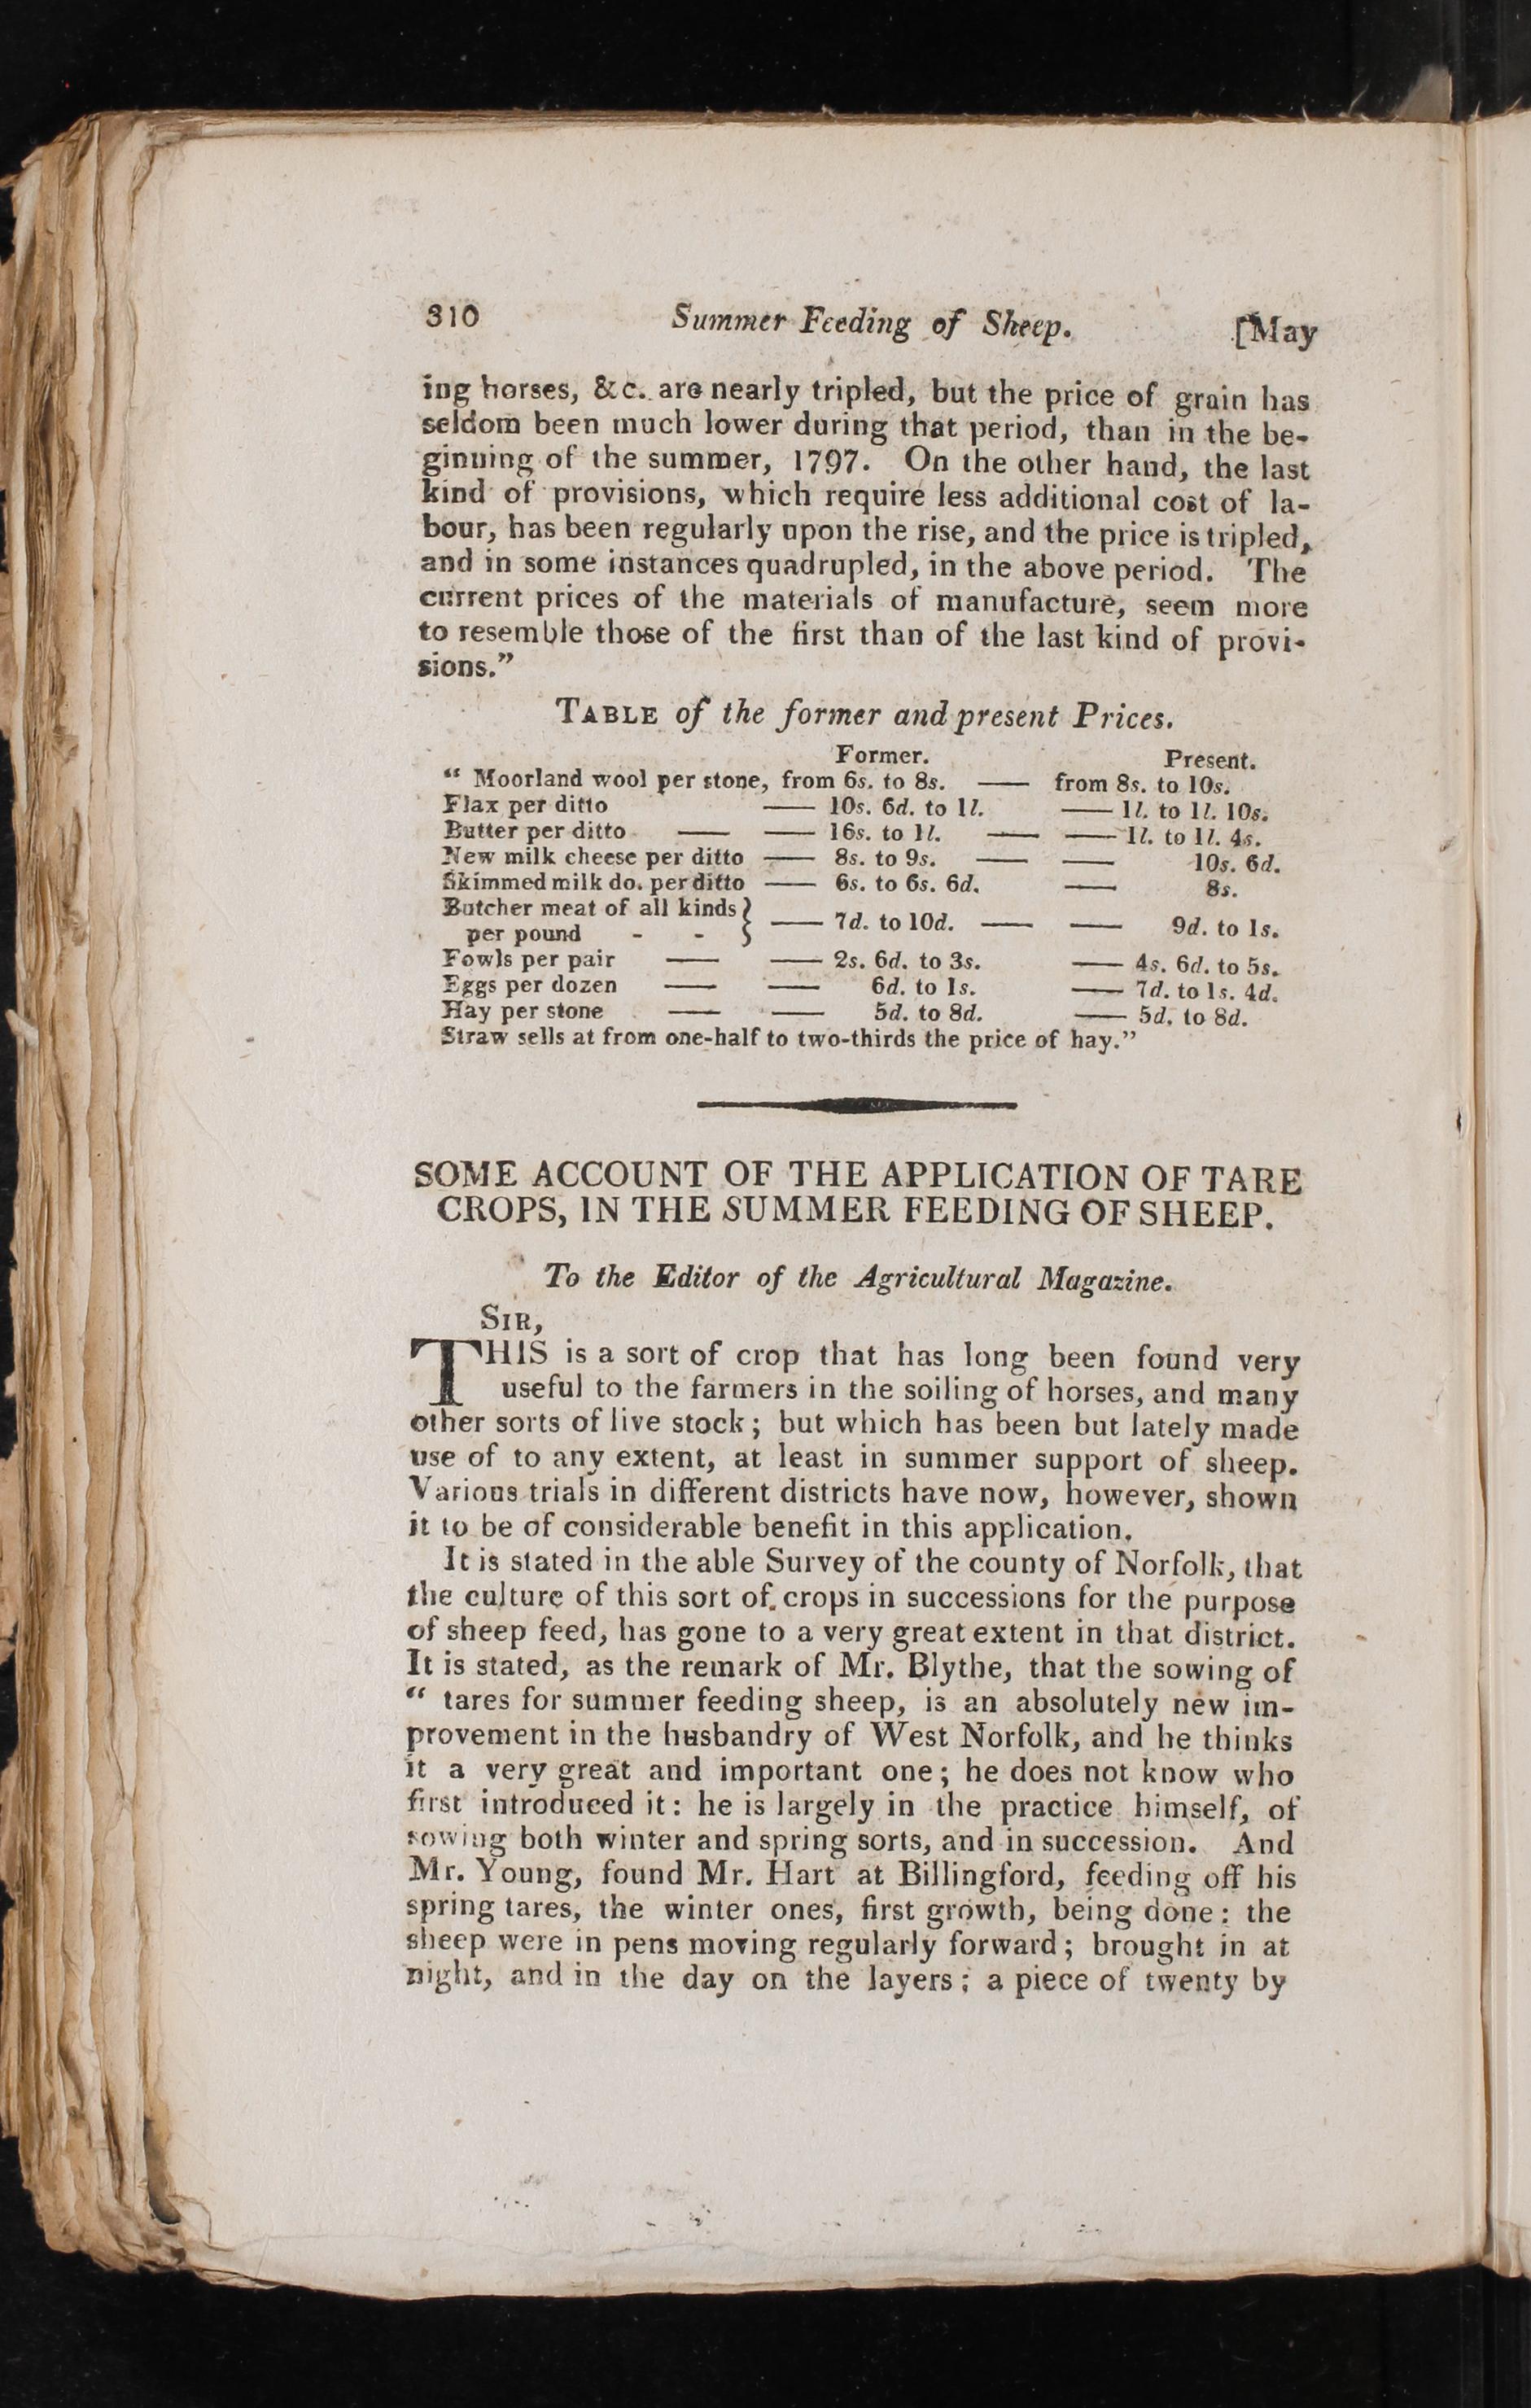 310 Summer Feeding of Sheep. [May
ing horses, &c. are nearly tripled, but the price of grain has
seldom been much lower during that period, than in the be-
ginning of the summer, 1797. On the other hand, the last
kind of provisions, which require less additional cost of la-
bour, has been regularly upon the rise, and the price is tripled,
and in some instances quadrupled, in the above period. The
current prices of the materials of manufacture, seem more
to resemble those of the first than of the last kind of provi-
sions.”
TABLE of the former and present Prices.
Former. Present.
“ Moorland wool per stone, from 6s. to 8s. — from 8s. to 10s.
Flax per ditto — 10s. 6d. to 1l. — 1l. to 1l. 10s.
Butter per ditto — — 16s. to 1l. — — 1l. to 1l. 4s.
New milk cheese per ditto — 8s. to 9s. — — 10s. 6d.
Skimmed milk do. per ditto — 6s. to 6s. 6d. — 8s.
Butcher meat of all kinds }
per pound - - } — 7d. to 10d. — — 9d. to 1s.
Fowls per pair — — 2s. 6d. to 3s. — 4s. 6d. to 5s.
Eggs per dozen — — 6d. to 1s. — 7d. to 1s. 4d.
Hay per stone — — 5d. to 8d. — 5d. to 8d.
Straw sells at from one-half to two-thirds the price of hay.”
SOME ACCOUNT OF THE APPLICATION OF TARE
CROPS, IN THE SUMMER FEEDING OF SHEEP.
To the Editor of the Agricultural Magazine.
SIR,
THIS is a sort of crop that has long been found very
useful to the farmers in the soiling of horses, and many
other sorts of live stock; but which has been but lately made
use of to any extent, at least in summer support of sheep.
Various trials in different districts have now, however, shown
it to be of considerable benefit in this application.
It is stated in the able Survey of the county of Norfolk, that
the culture of this sort of crops in successions for the purpose
of sheep feed, has gone to a very great extent in that district.
It is stated, as the remark of Mr. Blythe, that the sowing of
“ tares for summer feeding sheep, is an absolutely new im-
provement in the husbandry of West Norfolk, and he thinks
it a very great and important one; he does not know who
first introduced it: he is largely in the practice himself, of
sowing both winter and spring sorts, and in succession. And
Mr. Young, found Mr. Hart at Billingford, feeding off his
spring tares, the winter ones, first growth, being done: the
sheep were in pens moving regularly forward; brought in at
night, and in the day on the layers; a piece of twenty by